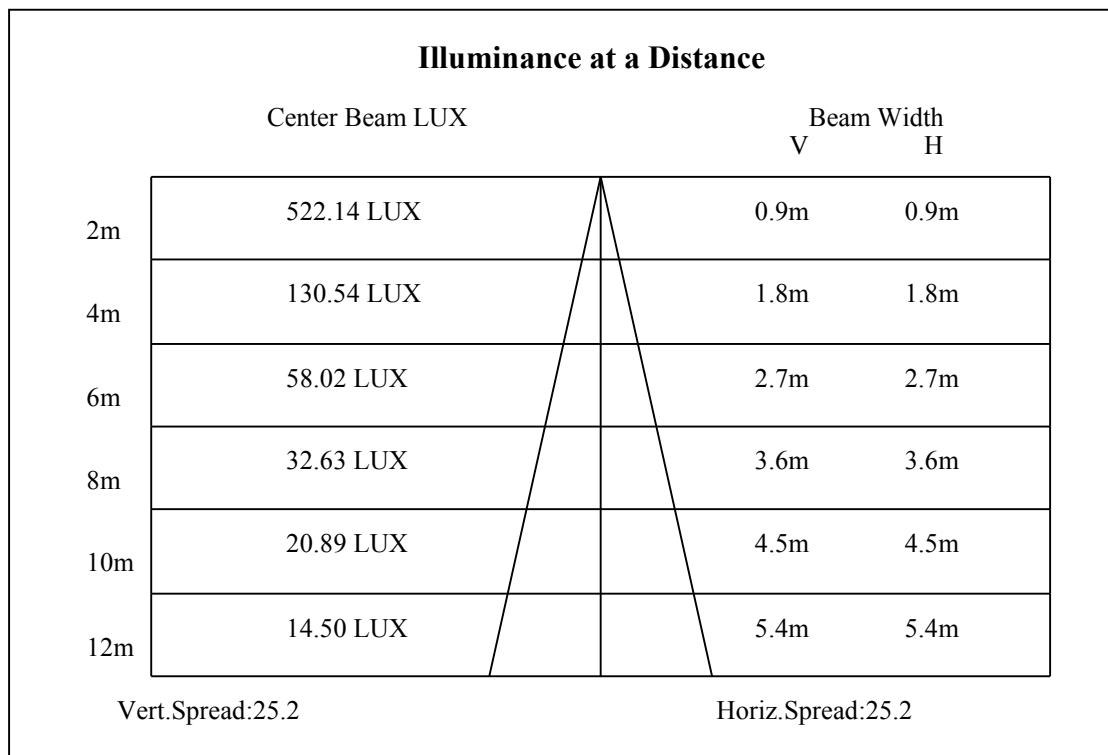 Illuminance at a Distance
Center Beam LUX Beam Width
V H
522.14 LUX 0.9m 0.9m
2m
130.54 LUX 1.8m 1.8m
4m
58.02 LUX 2.7m 2.7m
6m
32.63 LUX 3.6m 3.6m
8m
20.89 LUX 4.5m 4.5m
10m
14.50 LUX 5.4m 5.4m
12m
Vert.Spread:25.2 Horiz.Spread:25.2